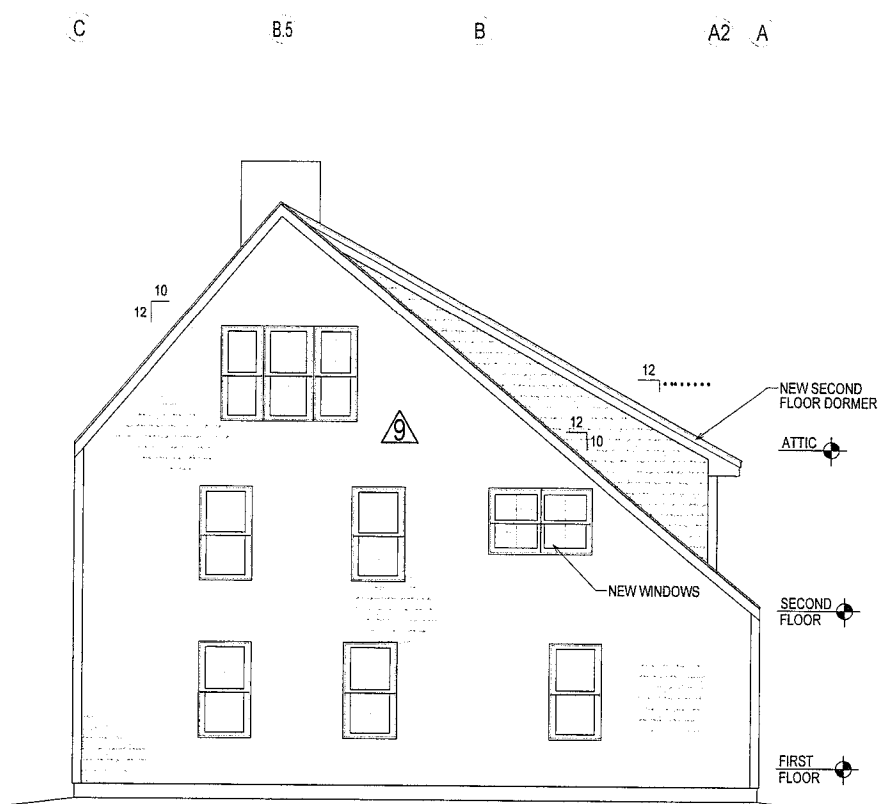 C B.5 B A2 A
10
12
12
NEW SECOND
FLOOR DORMER
9
12
10
ATTIC
NEW WINDOWS
SECOND
FLOOR
FIRST
FLOOR